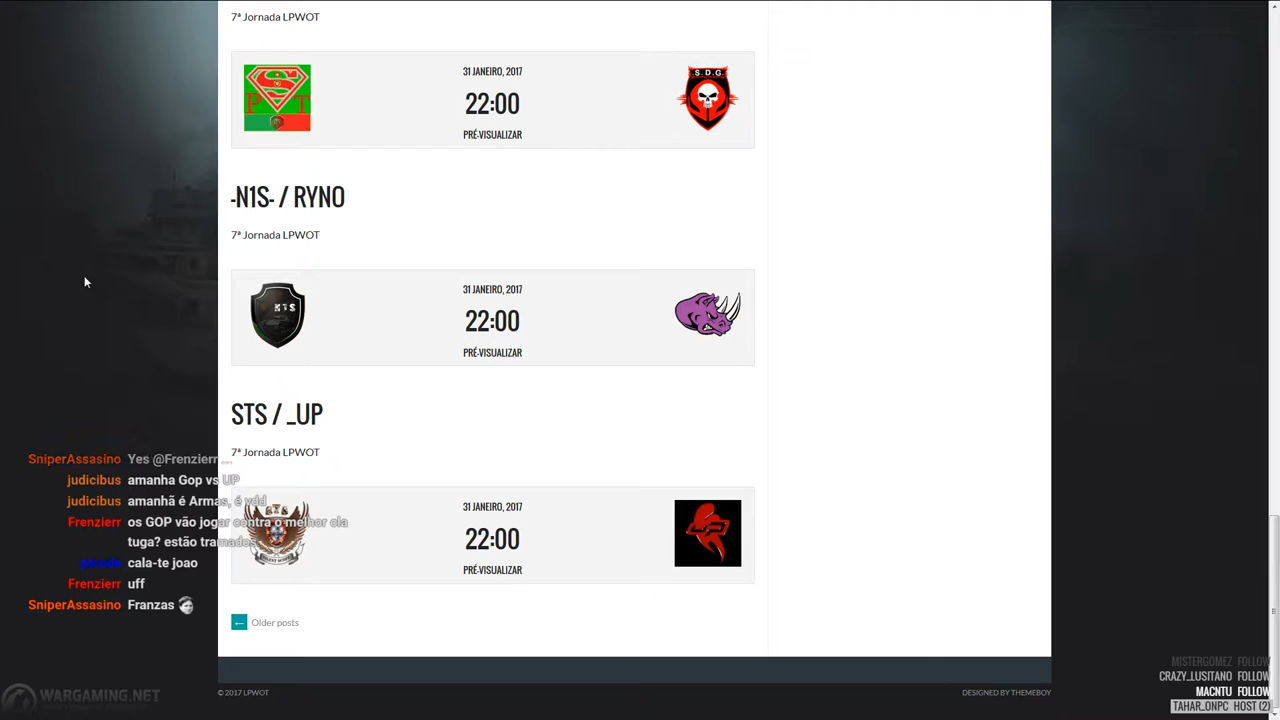 7ª Jornada LPWOT
P T
31 JANEIRO, 2017
22:00
PRÉ-VISUALIZAR
S.D.G.
-N1S- / RYNO
7ª Jornada LPWOT
31 JANEIRO, 2017
22:00
PRÉ-VISUALIZAR
STS / _UP
7ª Jornada LPWOT
31 JANEIRO, 2017
22:00
PRÉ-VISUALIZAR
SniperAssasino Yes @Frenzierr
judicibus amanha Gop vs UP
judicibus amanhã é Armas, é vdd
Frenzierr os GOP vão jogar contra o melhor cla
tuga? estão tramados
cala-te joao
Frenzierr uff
SniperAssasino Franzas
← Older posts
© 2017 LPWOT
DESIGNED BY THEMEBOY
WARGAMING.NET
MISTERGOMEZ FOLLOW
CRAZY_LUSITANO FOLLOW
MACNTU FOLLOW
TAHAR_ONPC HOST (2)